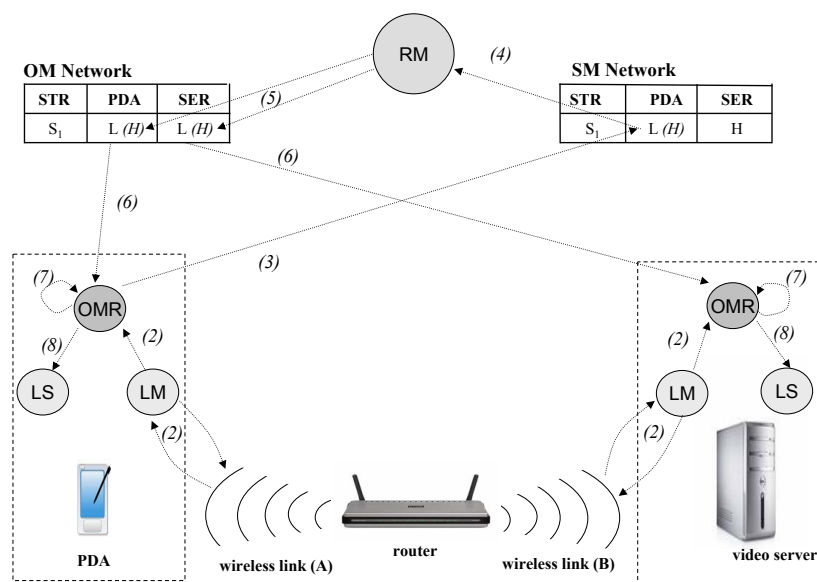 RM
(4)
OM Network
SM Network
STR PDA SER
S₁ L (H) L (H)
(5)
STR PDA SER
S₁ L (H) H
(6)
(6)
(3)
(7)
OMR
(8)
(2)
LS
LM
(2)
(7)
OMR
(2)
(8)
LM
LS
(2)
PDA
wireless link (A)
router
wireless link (B)
video server